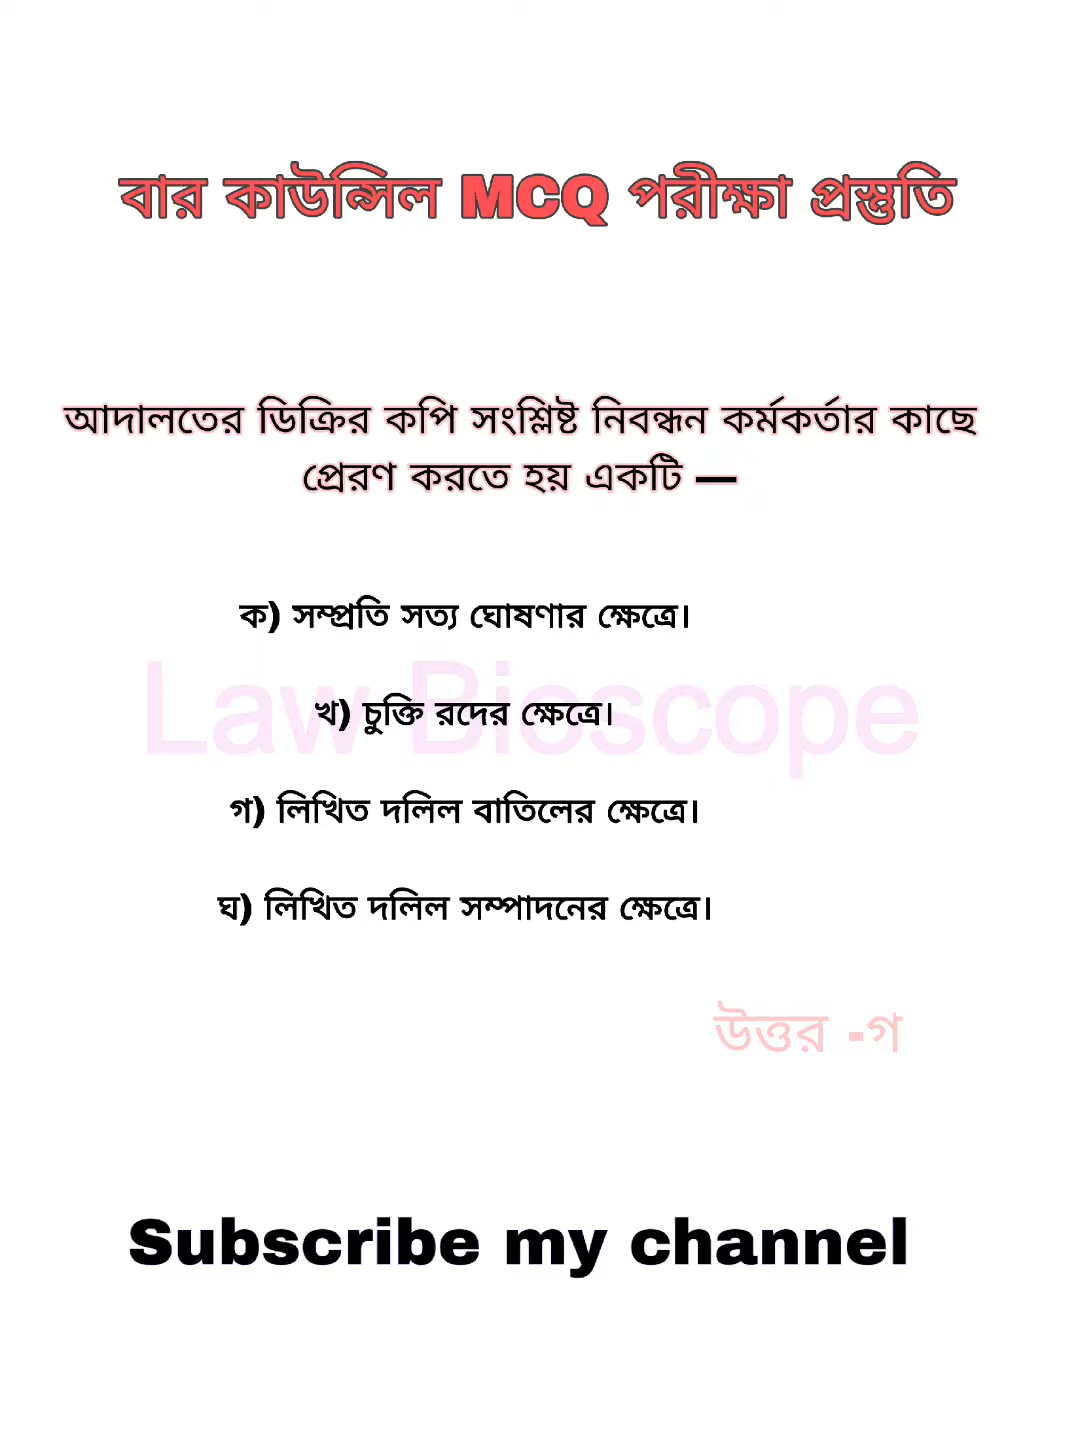 বার কাউন্সিল MCQ পরীক্ষা প্রস্তুতি
আদালতের ডিক্রির কপি সংশ্লিষ্ট নিবন্ধন কর্মকর্তার কাছে
প্রেরণ করতে হয় একটি —
ক) সম্প্রতি সত্য ঘোষণার ক্ষেত্রে।
Law Bioscope
খ) চুক্তি রদের ক্ষেত্রে।
গ) লিখিত দলিল বাতিলের ক্ষেত্রে।
ঘ) লিখিত দলিল সম্পাদনের ক্ষেত্রে।
উত্তর -গ
Subscribe my channel